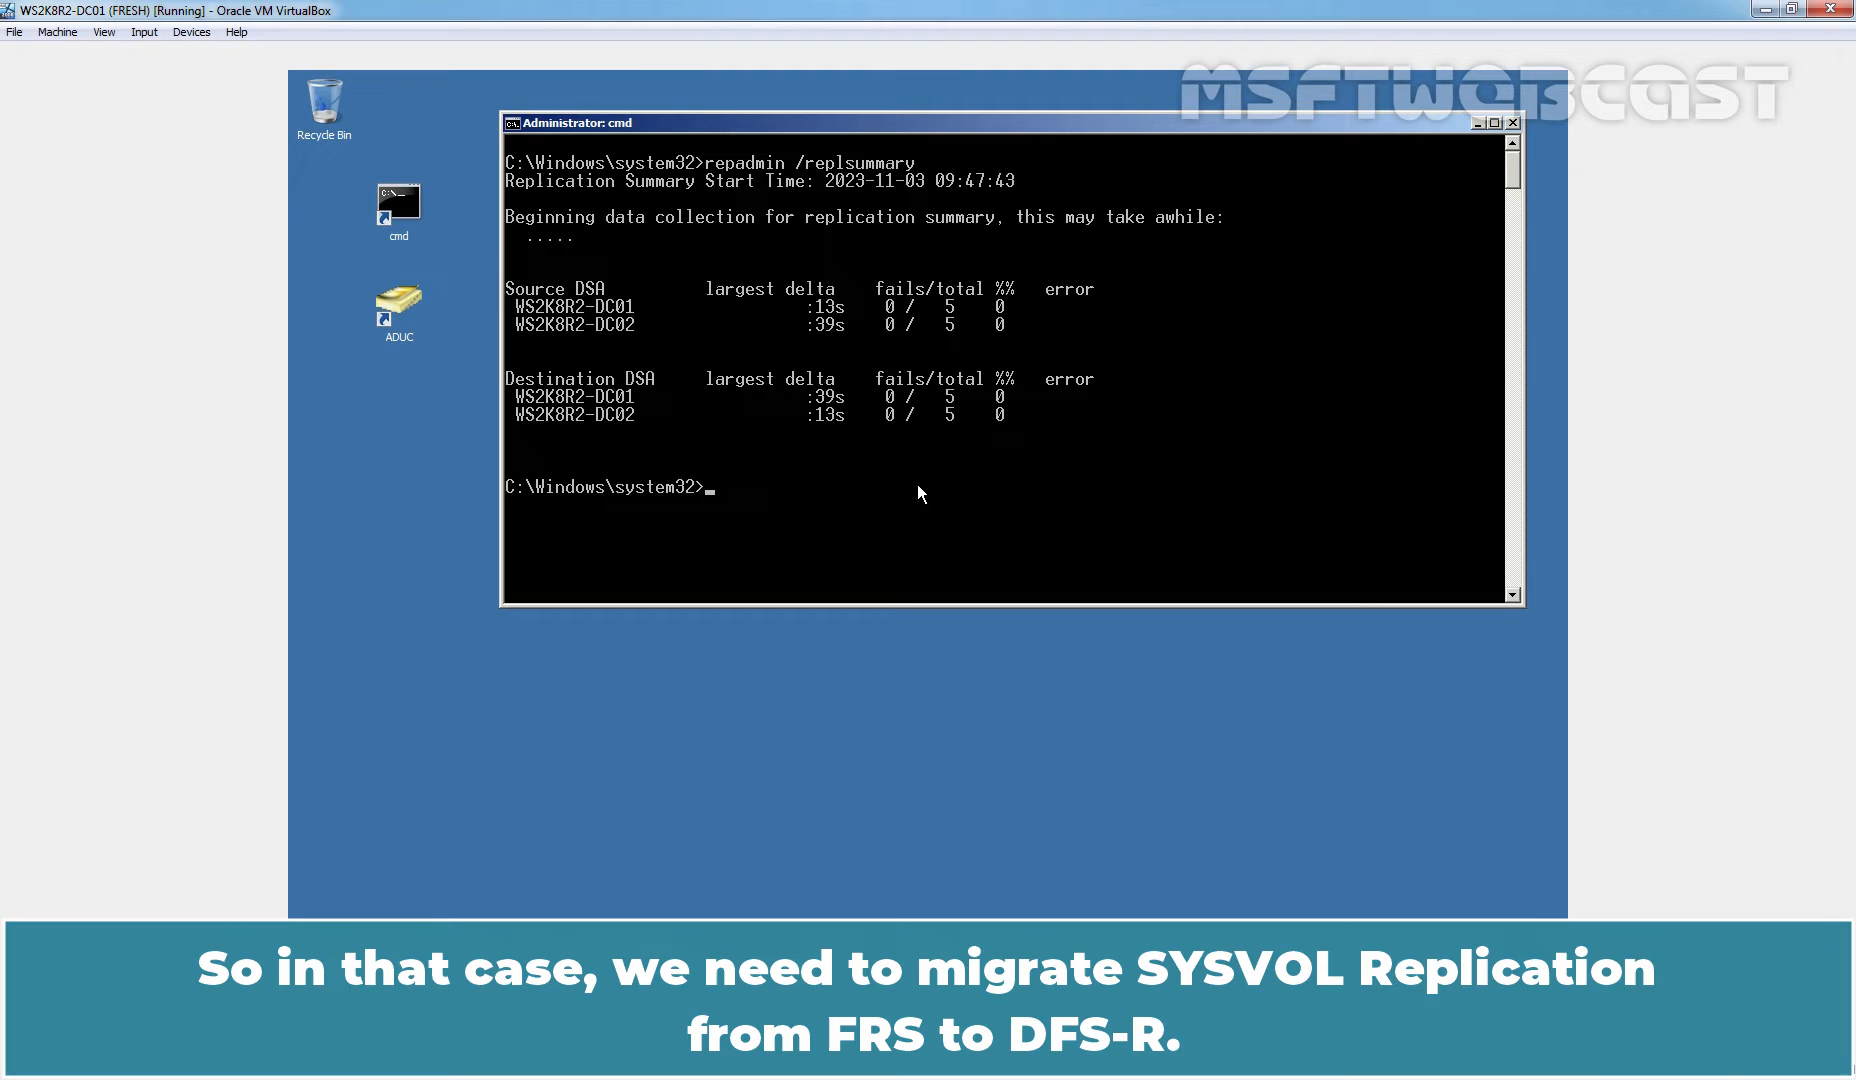 WS2K8R2-DC01 (FRESH) [Running] - Oracle VM VirtualBox
File Machine View Input Devices Help
MSFTWEBCAST
Recycle Bin
Administrator: cmd
C:\Windows\system32>repadmin /replsummary
Replication Summary Start Time: 2023-11-03 09:47:43
Beginning data collection for replication summary, this may take awhile:
.....
cmd
Source DSA largest delta fails/total %% error
WS2K8R2-DC01 :13s 0 / 5 0
WS2K8R2-DC02 :39s 0 / 5 0
ADUC
Destination DSA largest delta fails/total %% error
WS2K8R2-DC01 :39s 0 / 5 0
WS2K8R2-DC02 :13s 0 / 5 0
C:\Windows\system32>
So in that case, we need to migrate SYSVOL Replication
from FRS to DFS-R.